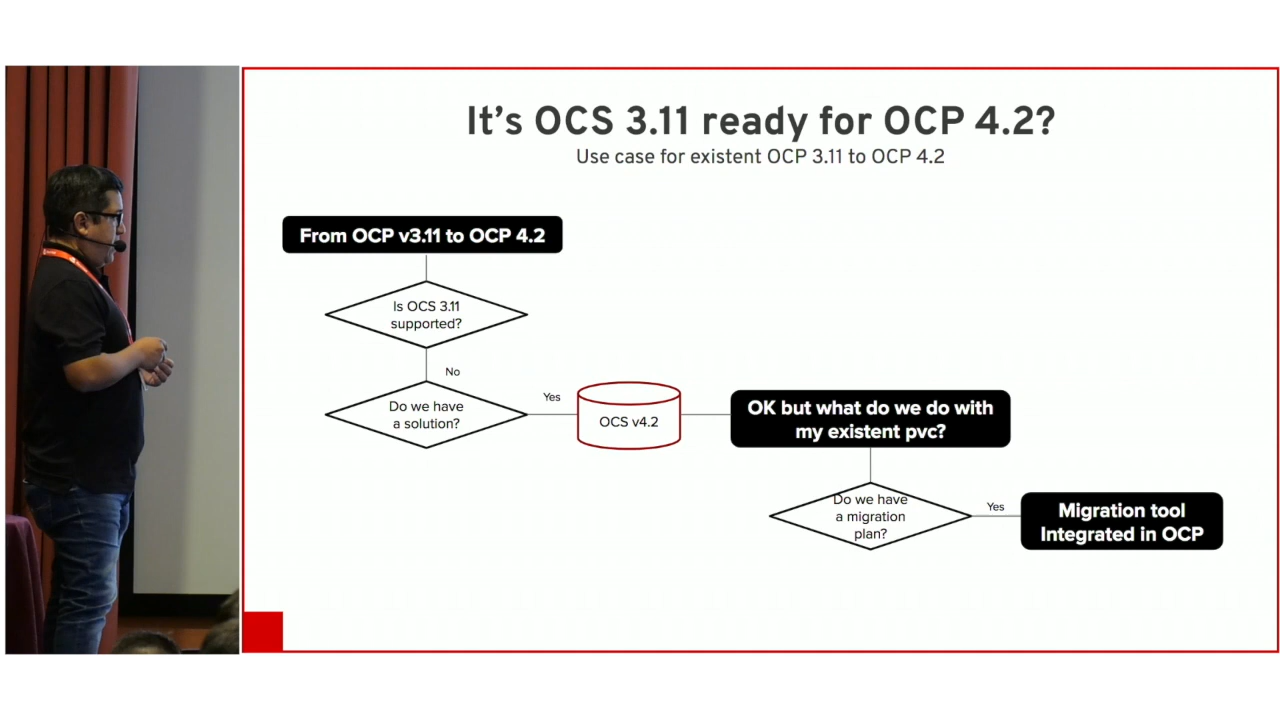 It's OCS 3.11 ready for OCP 4.2?
Use case for existent OCP 3.11 to OCP 4.2
From OCP v3.11 to OCP 4.2
Is OCS 3.11
supported?
No
Do we have
a solution?
Yes
OCS v4.2
OK but what do we do with
my existent pvc?
Do we have
a migration
plan?
Yes
Migration tool
Integrated in OCP